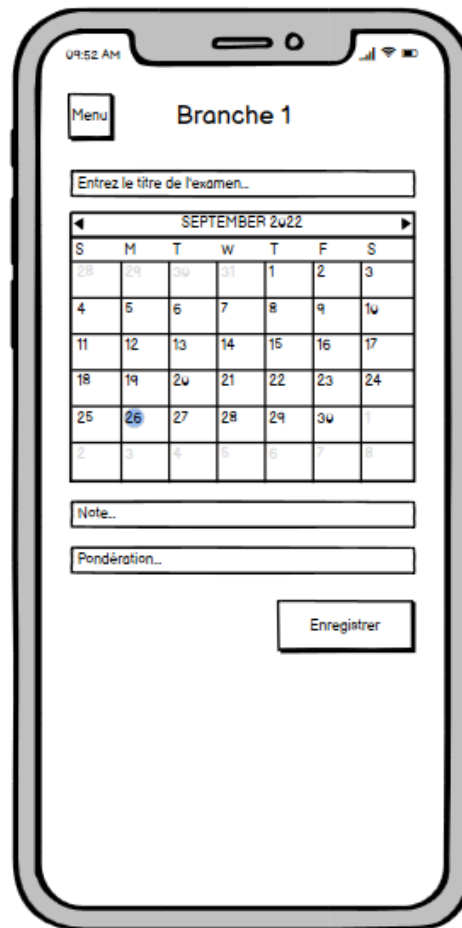 09:52 AM
Menu
Branche 1
Entrez le titre de l'examen...
SEPTEMBER 2022
S M T W T F S
28 29 30 31 1 2 3
4 5 6 7 8 9 10
11 12 13 14 15 16 17
18 19 20 21 22 23 24
25 26 27 28 29 30 1
2 3 4 5 6 7 8
Note...
Pondération...
Enregistrer